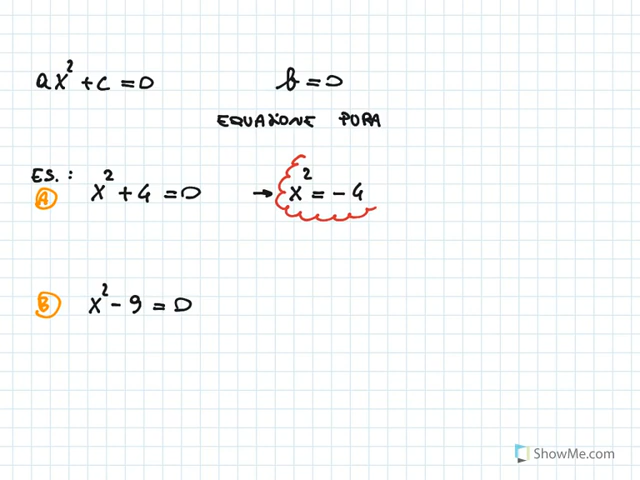 ax² + c = 0 b = 0
EQUAZIONE PURA
ES. :
A x² + 4 = 0 → x² = - 4
B x² - 9 = 0
ShowMe.com